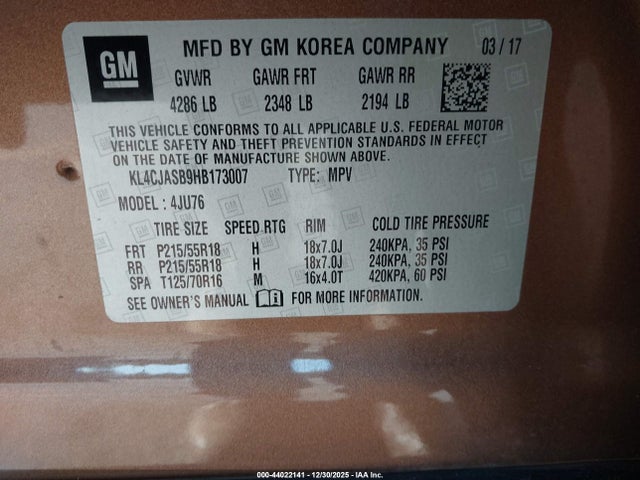 GM MFD BY GM KOREA COMPANY 03 / 17
GVWR GAWR FRT GAWR RR
4286 LB 2348 LB 2194 LB
THIS VEHICLE CONFORMS TO ALL APPLICABLE U.S. FEDERAL MOTOR
VEHICLE SAFETY AND THEFT PREVENTION STANDARDS IN EFFECT
ON THE DATE OF MANUFACTURE SHOWN ABOVE.
KL4CJASB9HB173007 TYPE: MPV
MODEL : 4JU76
TIRE SIZE SPEED RTG RIM COLD TIRE PRESSURE
FRT P215/55R18 H 18x7.0J 240KPA, 35 PSI
RR P215/55R18 H 18x7.0J 240KPA, 35 PSI
SPA T125/70R16 M 16x4.0T 420KPA, 60 PSI
SEE OWNER'S MANUAL FOR MORE INFORMATION.
000-44022141 - 12/30/2025 - IAA Inc.